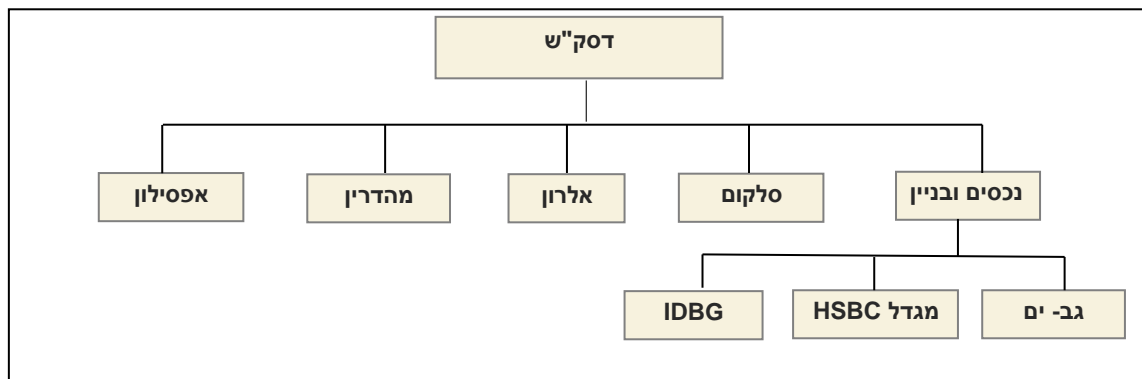 דסק"ש
נכסים ובניין
סלקום
אלרון
מהדרין
אפסילון
גב- ים
מגדל HSBC
IDBG